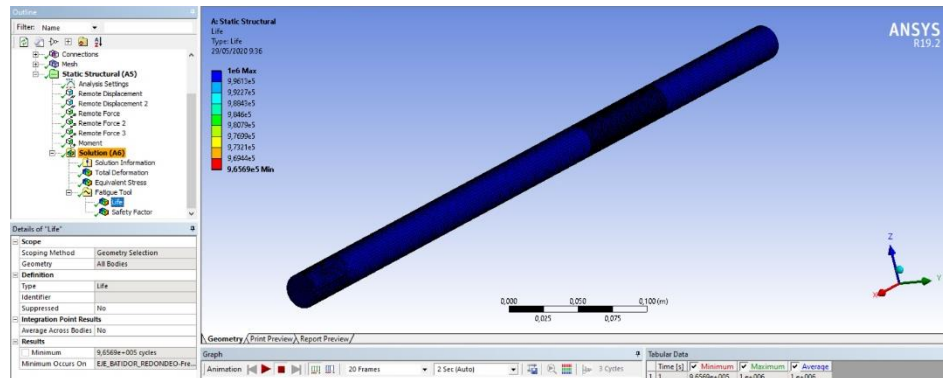 Outline
Filter: Name
Connections
Mesh
Static Structural (A5)
Analysis Settings
Remote Displacement
Remote Displacement 2
Remote Force
Remote Force 2
Remote Force 3
Moment
Solution (A6)
Solution Information
Total Deformation
Equivalent Stress
Fatigue Tool
Life
Safety Factor
Details of "Life"
Scope
Scoping Method Geometry Selection
Geometry All Bodies
Definition
Type Life
Identifier
Suppressed No
Integration Point Results
Average Across Bodies No
Results
Minimum 9,6569e+005 cycles
Minimum Occurs On EJE_BATIDOR_REDONDEO-Fre...
A: Static Structural
Life
Type: Life
29/05/2020 9:36
1e6 Max
9,9613e5
9,9227e5
9,8843e5
9,846e5
9,8079e5
9,7699e5
9,7321e5
9,6944e5
9,6569e5 Min
ANSYS
R19.2
Z
Y
X
0,000 0,050 0,100 (m)
0,025 0,075
Geometry Print Preview Report Preview
Graph
Animation 20 Frames 2 Sec (Auto) 3 Cycles
Tabular Data
Time [s] Minimum Maximum Average
1 1, 9,6569e+005 1,e+006 1,e+006